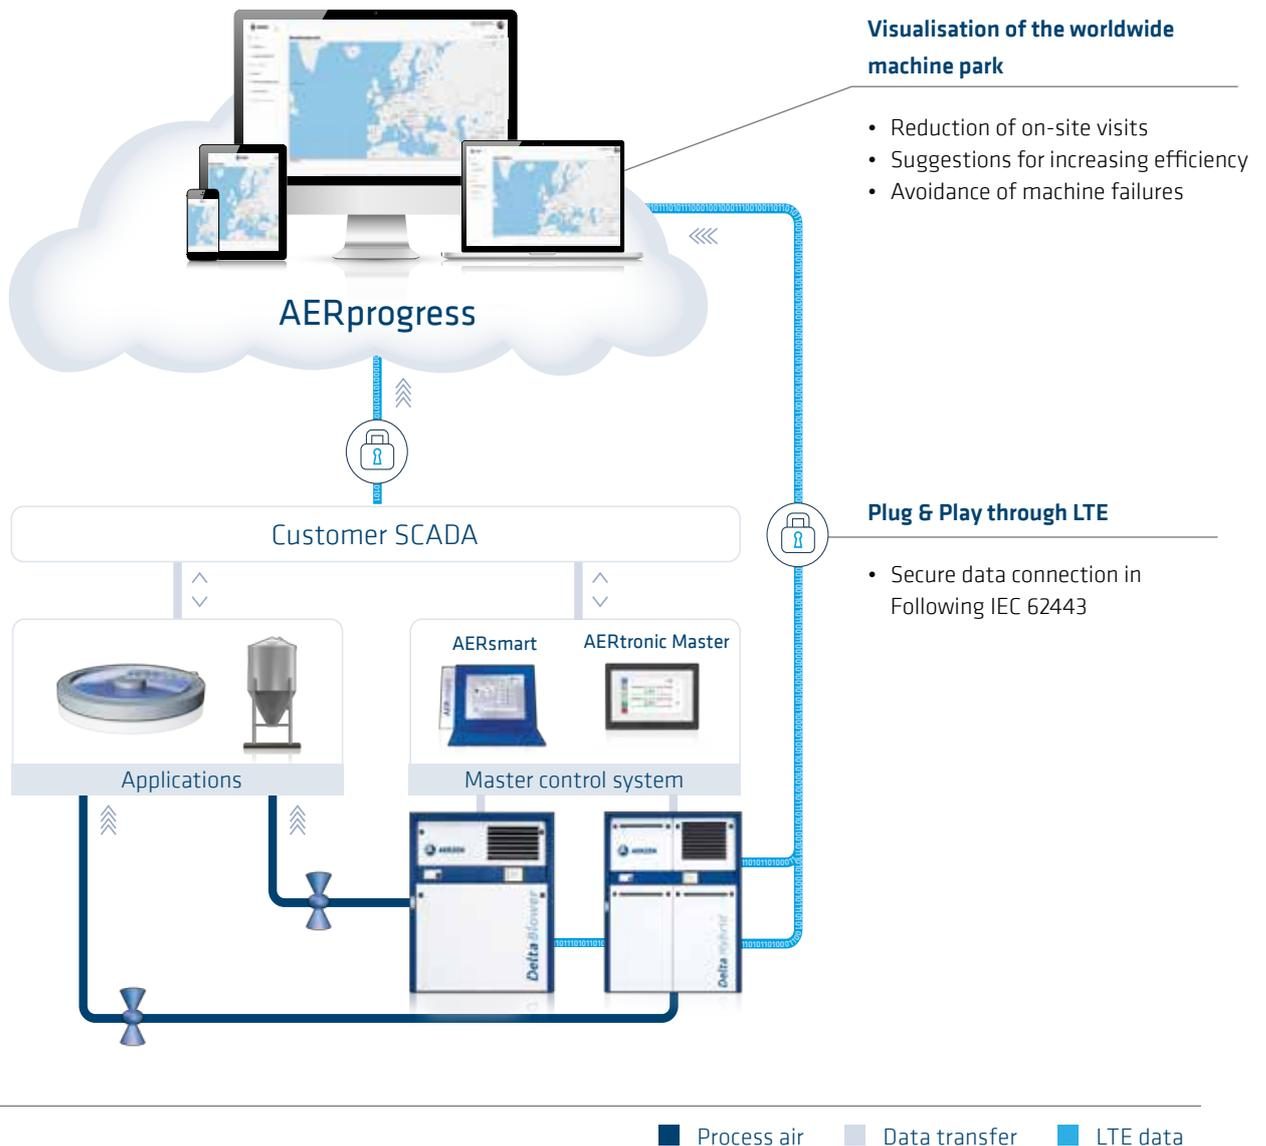 Visualisation of the worldwide
machine park
• Reduction of on-site visits
• Suggestions for increasing efficiency
• Avoidance of machine failures
AERprogress
Customer SCADA
Plug & Play through LTE
• Secure data connection in
Following IEC 62443
AERsmart
AERtronic Master
Applications
Master control system
AERZEN
AERZEN
Delta Blower
Delta Hybrid
Process air
Data transfer
LTE data